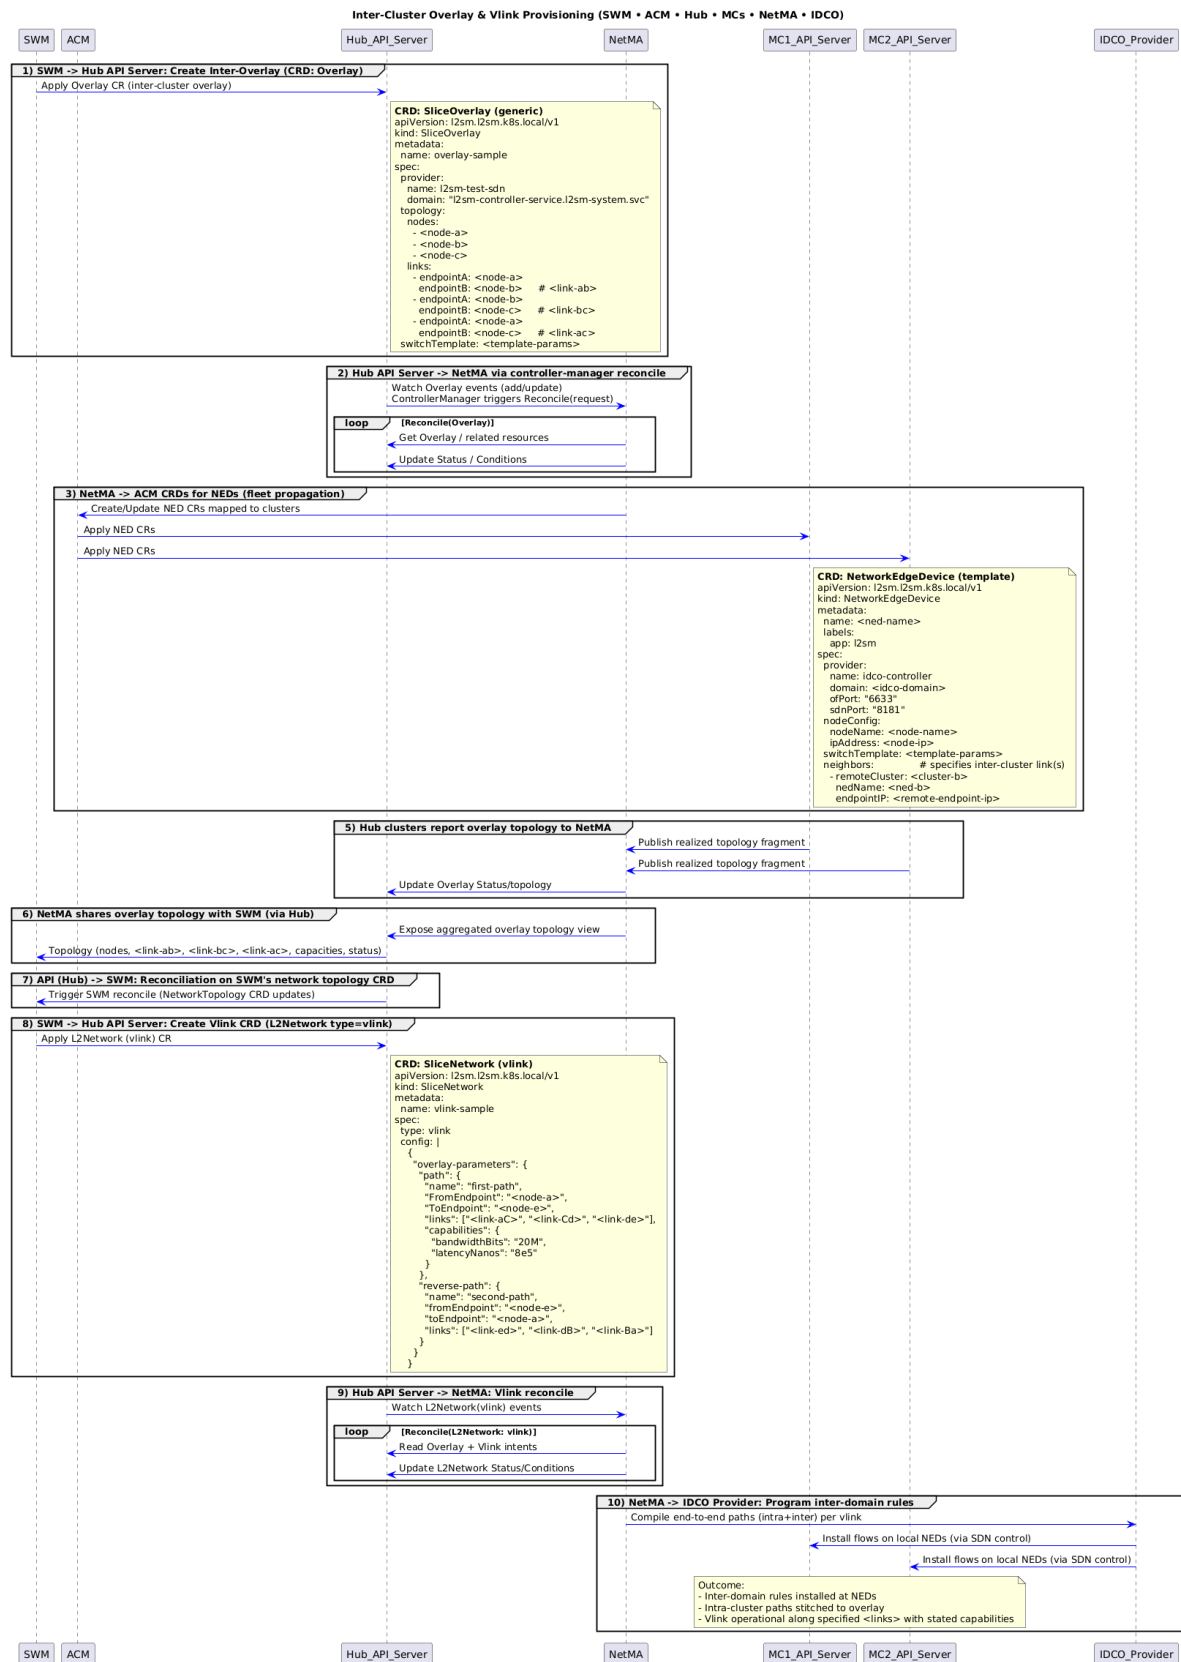 Inter-Cluster Overlay & Vlink Provisioning (SWM • ACM • Hub • MCs • NetMA • IDCO)
SWM ACM Hub_API_Server NetMA MC1_API_Server MC2_API_Server IDCO_Provider
1) SWM -> Hub API Server: Create Inter-Overlay (CRD: Overlay)
Apply Overlay CR (inter-cluster overlay)
CRD: SliceOverlay (generic)
apiVersion: l2sm.l2sm.k8s.local/v1
kind: SliceOverlay
metadata:
  name: overlay-sample
spec:
  provider:
    name: l2sm-test-sdn
    domain: "l2sm-controller-service.l2sm-system.svc"
  topology:
    nodes:
      - <node-a>
      - <node-b>
      - <node-c>
    links:
      - endpointA: <node-a>
        endpointB: <node-b>     # <link-ab>
      - endpointA: <node-b>
        endpointB: <node-c>     # <link-bc>
      - endpointA: <node-a>
        endpointB: <node-c>     # <link-ac>
  switchTemplate: <template-params>
2) Hub API Server -> NetMA via controller-manager reconcile
Watch Overlay events (add/update)
ControllerManager triggers Reconcile(request)
loop [Reconcile(Overlay)]
Get Overlay / related resources
Update Status / Conditions
3) NetMA -> ACM CRDs for NEDs (fleet propagation)
Create/Update NED CRs mapped to clusters
Apply NED CRs
Apply NED CRs
CRD: NetworkEdgeDevice (template)
apiVersion: l2sm.l2sm.k8s.local/v1
kind: NetworkEdgeDevice
metadata:
  name: <ned-name>
  labels:
    app: l2sm
spec:
  provider:
    name: idco-controller
    domain: <idco-domain>
    ofPort: "6633"
    sdnPort: "8181"
  nodeConfig:
    nodeName: <node-name>
    ipAddress: <node-ip>
  switchTemplate: <template-params>
  neighbors:               # specifies inter-cluster link(s)
    - remoteCluster: <cluster-b>
      nedName: <ned-b>
      endpointIP: <remote-endpoint-ip>
5) Hub clusters report overlay topology to NetMA
Publish realized topology fragment
Publish realized topology fragment
Update Overlay Status/topology
6) NetMA shares overlay topology with SWM (via Hub)
Expose aggregated overlay topology view
Topology (nodes, <link-ab>, <link-bc>, <link-ac>, capacities, status)
7) API (Hub) -> SWM: Reconciliation on SWM's network topology CRD
Trigger SWM reconcile (NetworkTopology CRD updates)
8) SWM -> Hub API Server: Create Vlink CRD (L2Network type=vlink)
Apply L2Network (vlink) CR
CRD: SliceNetwork (vlink)
apiVersion: l2sm.l2sm.k8s.local/v1
kind: SliceNetwork
metadata:
  name: vlink-sample
spec:
  type: vlink
  config: |
    {
      "overlay-parameters": {
        "path": {
          "name": "first-path",
          "FromEndpoint": "<node-a>",
          "ToEndpoint": "<node-e>",
          "links": ["<link-aC>", "<link-Cd>", "<link-de>"],
          "capabilities": {
            "bandwidthBits": "20M",
            "latencyNanos": "8e5"
          }
        },
        "reverse-path": {
          "name": "second-path",
          "fromEndpoint": "<node-e>",
          "toEndpoint": "<node-a>",
          "links": ["<link-ed>", "<link-dB>", "<link-Ba>"]
        }
      }
    }
9) Hub API Server -> NetMA: Vlink reconcile
Watch L2Network(vlink) events
loop [Reconcile(L2Network: vlink)]
Read Overlay + Vlink intents
Update L2Network Status/Conditions
10) NetMA -> IDCO Provider: Program inter-domain rules
Compile end-to-end paths (intra+inter) per vlink
Install flows on local NEDs (via SDN control)
Install flows on local NEDs (via SDN control)
Outcome:
- Inter-domain rules installed at NEDs
- Intra-cluster paths stitched to overlay
- Vlink operational along specified <links> with stated capabilities
SWM ACM Hub_API_Server NetMA MC1_API_Server MC2_API_Server IDCO_Provider